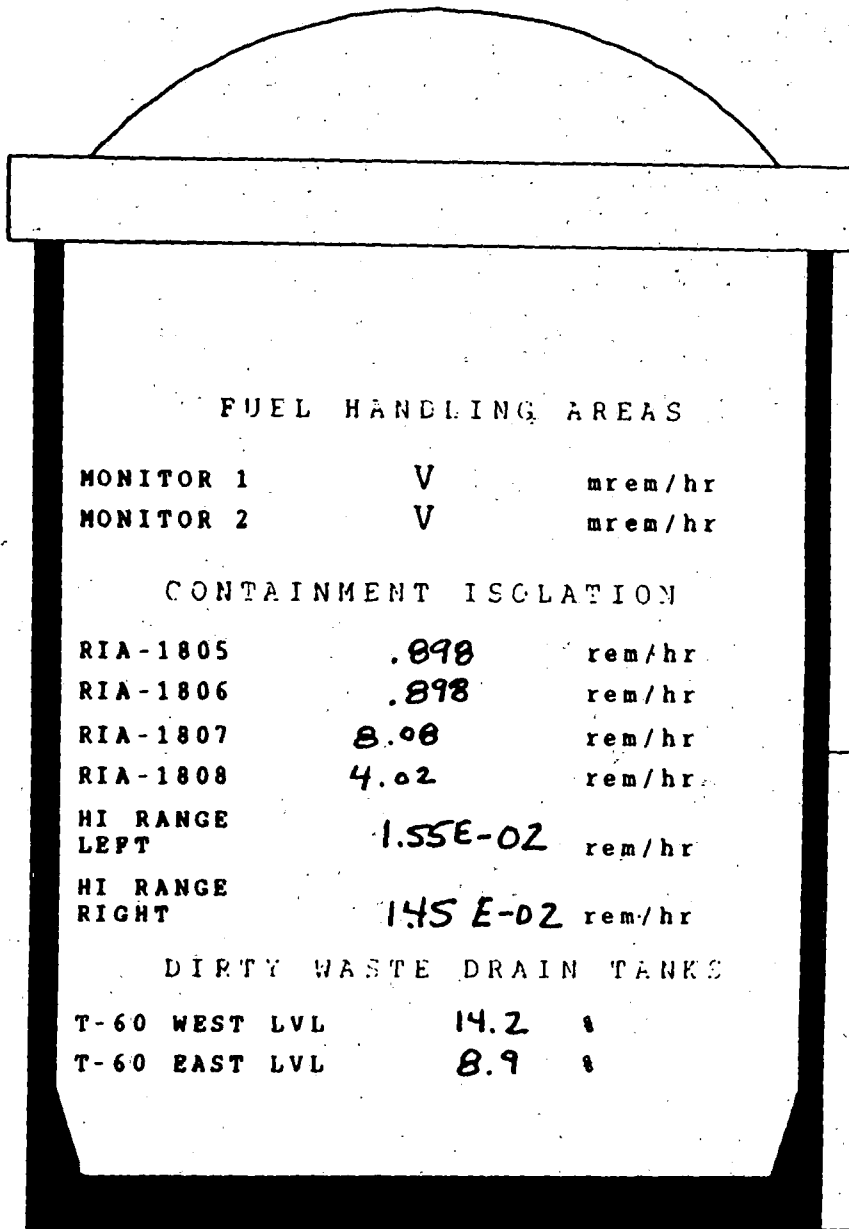 FUEL HANDLING AREAS
MONITOR 1 V mrem/hr
MONITOR 2 V mrem/hr
CONTAINMENT ISOLATION
RIA-1805 .898 rem/hr
RIA-1806 .898 rem/hr
RIA-1807 8.08 rem/hr
RIA-1808 4.02 rem/hr
HI RANGE
LEFT 1.55E-02 rem/hr
HI RANGE
RIGHT 1.45 E-02 rem/hr
DIRTY WASTE DRAIN TANKS
T-60 WEST LVL 14.2 %
T-60 EAST LVL 8.9 %